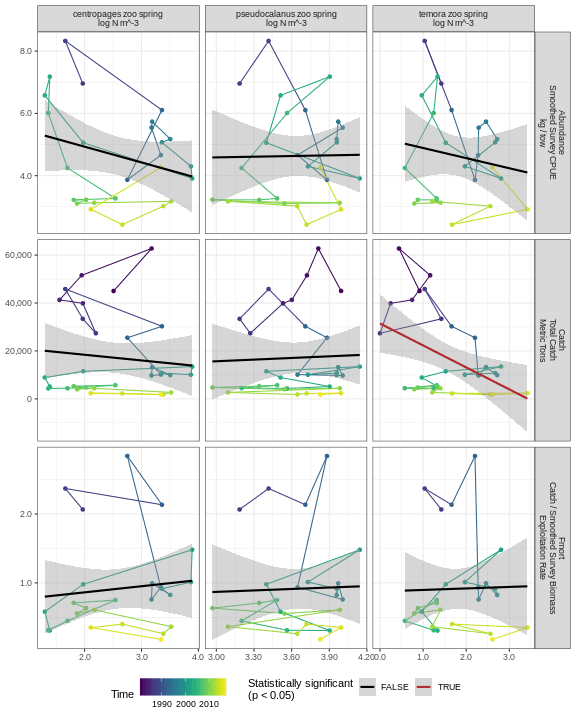 centropages zoo spring
log N m^-3
pseudocalanus zoo spring
log N m^-3
temora zoo spring
log N m^-3
8.0
6.0
4.0
Abundance
Smoothed Survey CPUE
kg / tow
60,000
40,000
20,000
0
Catch
Total Catch
Metric Tons
2.0
1.0
Fmort
Catch / Smoothed Survey Biomass
Exploitation Rate
2.0
3.0
4.0
3.00
3.30
3.60
3.90
4.20
0.0
1.0
2.0
3.0
Time
1990 2000 2010
Statistically significant
(p < 0.05)
FALSE
TRUE